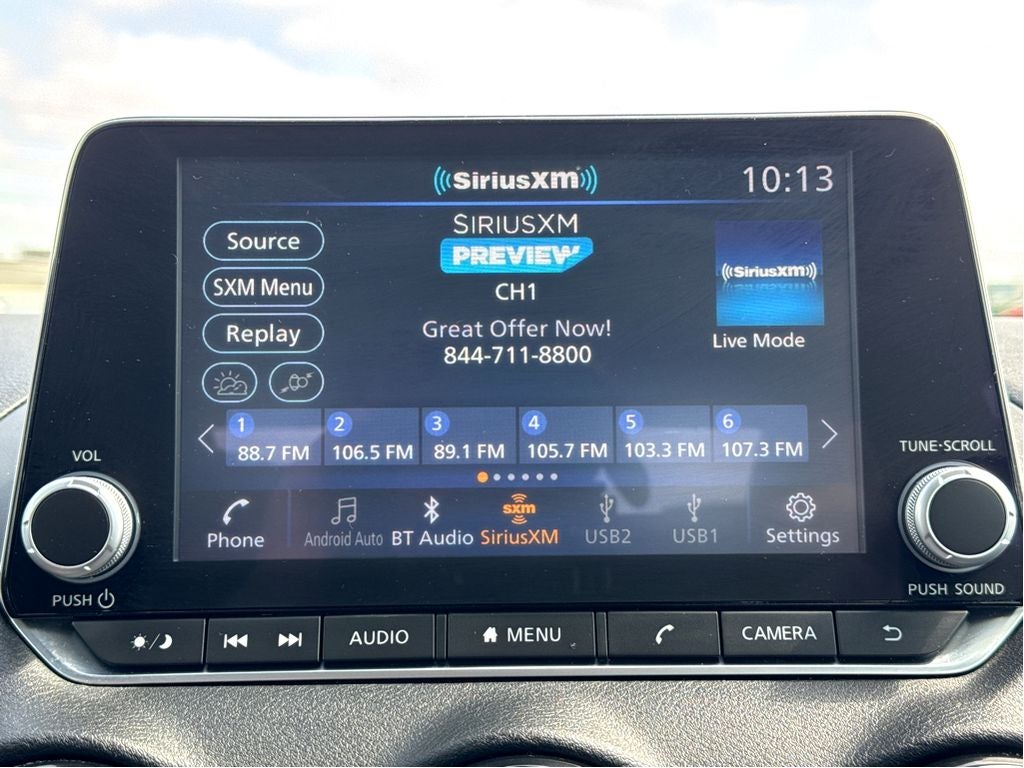 SiriusXM
10:13
Source
SXM Menu
Replay
SIRIUSXM
PREVIEW
CH1
Great Offer Now!
844-711-8800
SiriusXM
Live Mode
1 2 3 4 5 6
88.7 FM 106.5 FM 89.1 FM 105.7 FM 103.3 FM 107.3 FM
sxm
Phone Android Auto BT Audio SiriusXM USB2 USB1 Settings
VOL
PUSH
TUNE·SCROLL
PUSH SOUND
AUDIO MENU CAMERA